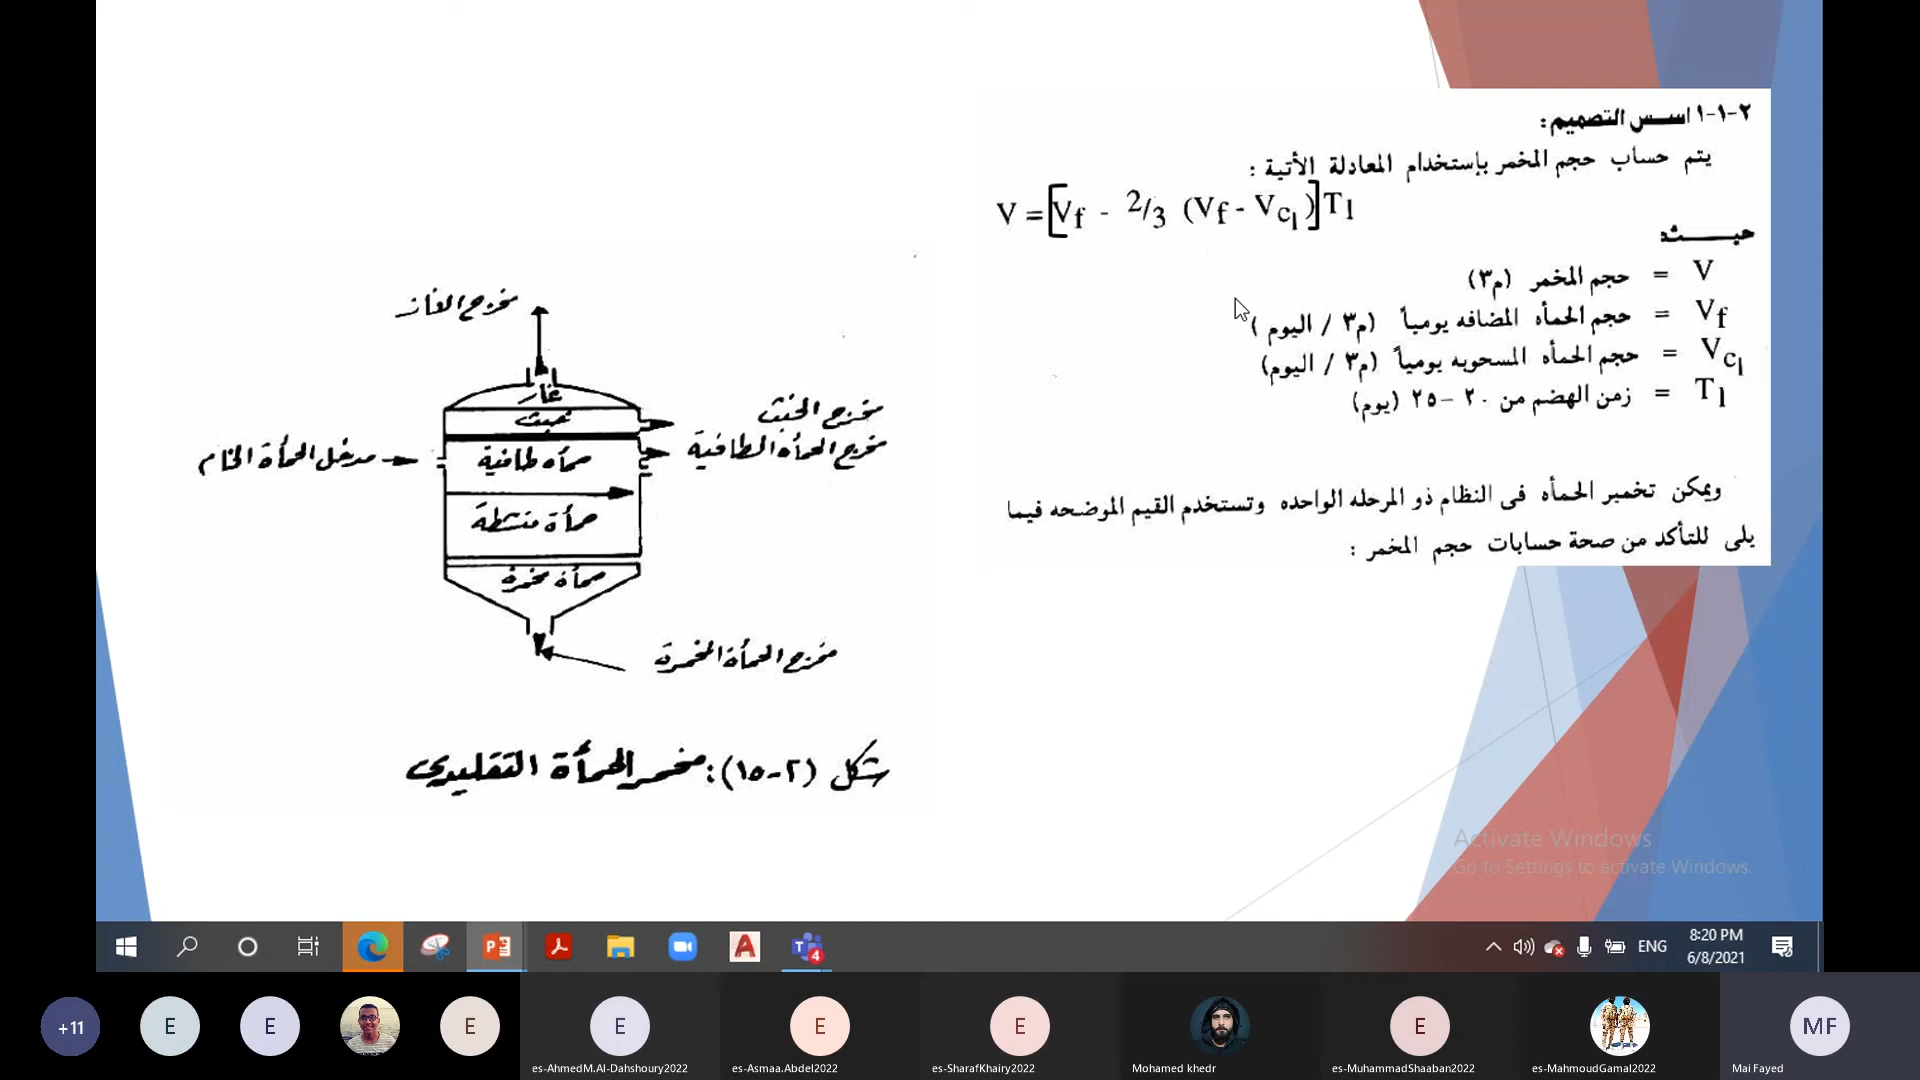 ٢-١-١ اسس التصميم :
يتم حساب حجم المخمر بإستخدام المعادلة الأتية :
V = [Vf - 2/3 (Vf - Vc1)] T1
حيث
V = حجم المخمر (م٣)
Vf = حجم الحمأه المضافه يومياً (م٣ / اليوم )
Vc1 = حجم الحمأه المسحوبه يومياً (م٣ / اليوم)
T1 = زمن الهضم من ٢٠ -٢٥ (يوم)
ويمكن تخمير الحمأه فى النظام ذو المرحله الواحده وتستخدم القيم الموضحه فيما
يلى للتأكد من صحة حسابات حجم المخمر :
مخرج الغاز
غاز
خبث
مخرج الخبث
مخرج الحمأة الطافية
مدخل الحمأة الخام
حمأه طافية
حمأة منشطة
حمأة مخمرة
مخرج الحمأة المخمرة
شكل (٢-١٥): مخمر الحمأة التقليدى
Activate Windows
Go to Settings to activate Windows.
4
ENG
8:20 PM
6/8/2021
+11
E
E
E
E
E
E
E
MF
es-AhmedM.Al-Dahshoury2022
es-Asmaa.Abdel2022
es-SharafKhairy2022
Mohamed khedr
es-MuhammadShaaban2022
es-MahmoudGamal2022
Mai Fayed